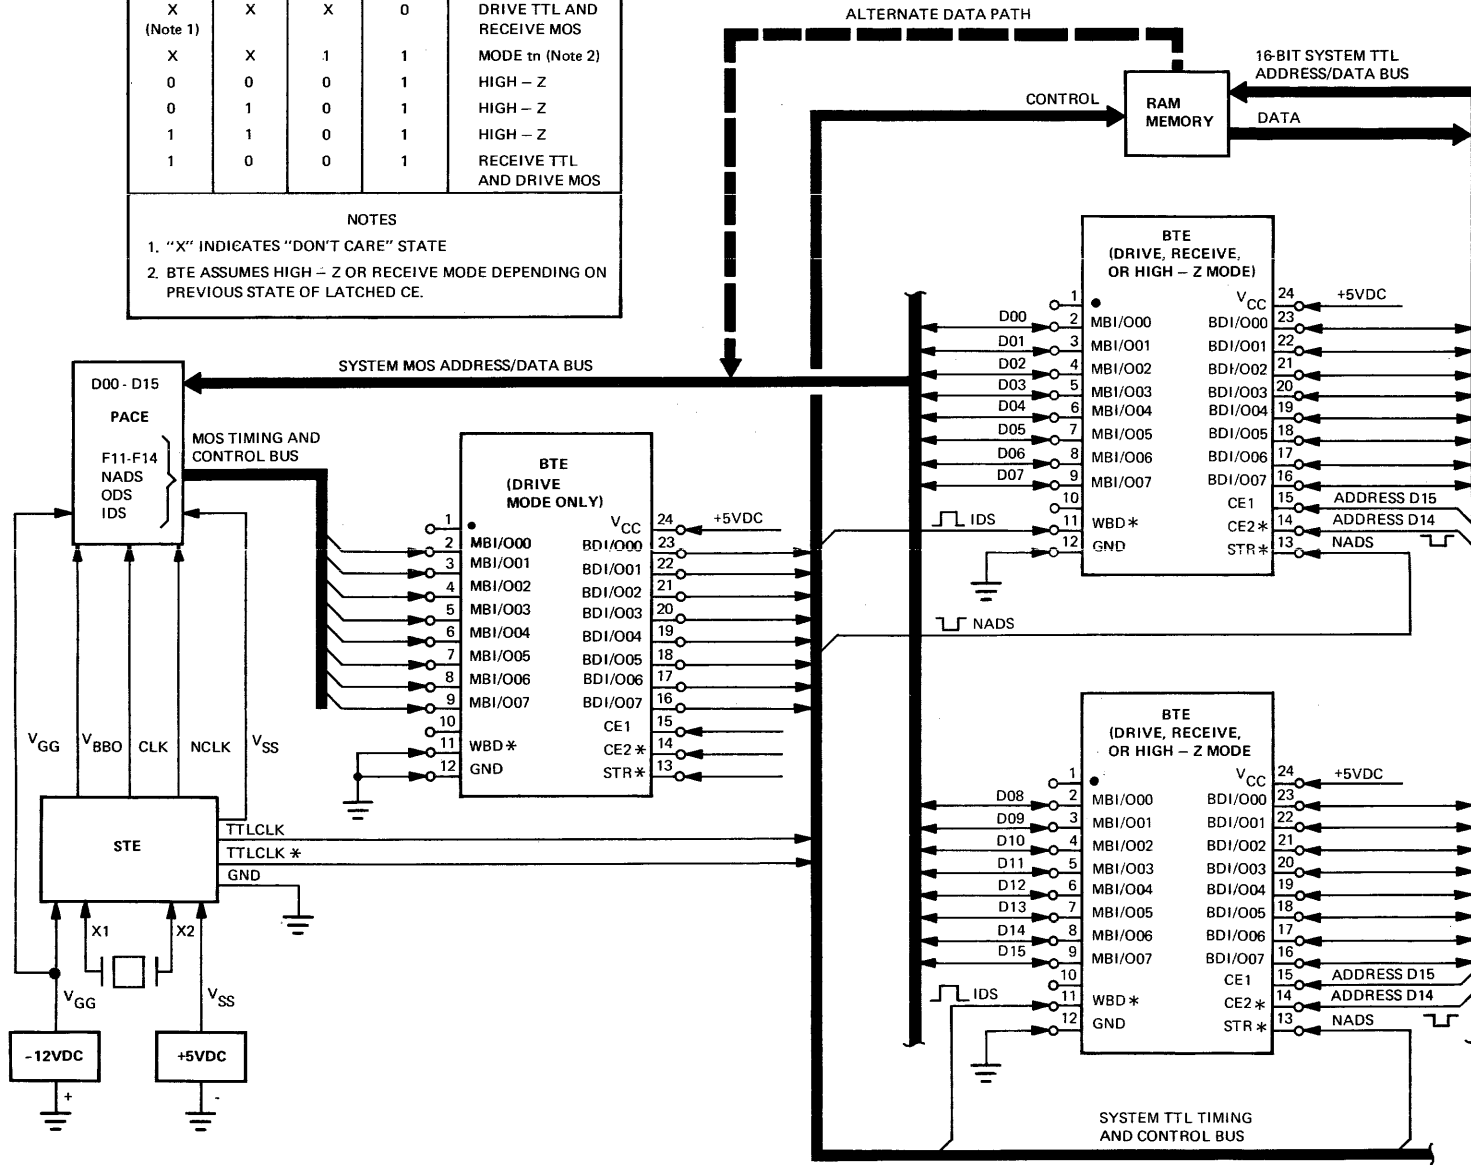 X X X 0 DRIVE TTL AND
(Note 1) RECEIVE MOS
X X 1 1 MODE tn (Note 2)
0 0 0 1 HIGH – Z
0 1 0 1 HIGH – Z
1 1 0 1 HIGH – Z
1 0 0 1 RECEIVE TTL
AND DRIVE MOS
NOTES
1. "X" INDICATES "DON'T CARE" STATE
2. BTE ASSUMES HIGH – Z OR RECEIVE MODE DEPENDING ON
PREVIOUS STATE OF LATCHED CE.
ALTERNATE DATA PATH
16-BIT SYSTEM TTL
ADDRESS/DATA BUS
CONTROL
RAM
MEMORY
DATA
SYSTEM MOS ADDRESS/DATA BUS
D00 - D15
PACE
F11-F14
NADS
ODS
IDS
MOS TIMING AND
CONTROL BUS
VGG
VBBO
CLK
NCLK
VSS
STE
TTLCLK
TTLCLK *
GND
X1
X2
VGG
VSS
-12VDC
+5VDC
+
-
BTE
(DRIVE
MODE ONLY)
1 VCC 24 +5VDC
2 MBI/O00 BDI/O00 23
3 MBI/O01 BDI/O01 22
4 MBI/O02 BDI/O02 21
5 MBI/O03 BDI/O03 20
6 MBI/O04 BDI/O04 19
7 MBI/O05 BDI/O05 18
8 MBI/O06 BDI/O06 17
9 MBI/O07 BDI/O07 16
10 CE1 15
11 WBD * CE2 * 14
12 GND STR * 13
BTE
(DRIVE, RECEIVE,
OR HIGH – Z MODE)
1 VCC 24 +5VDC
D00 2 MBI/O00 BDI/O00 23
D01 3 MBI/O01 BDI/O01 22
D02 4 MBI/O02 BDI/O02 21
D03 5 MBI/O03 BDI/O03 20
D04 6 MBI/O04 BDI/O04 19
D05 7 MBI/O05 BDI/O05 18
D06 8 MBI/O06 BDI/O06 17
D07 9 MBI/O07 BDI/O07 16
10 CE1 15 ADDRESS D15
IDS 11 WBD * CE2 * 14 ADDRESS D14
12 GND STR * 13 NADS
NADS
BTE
(DRIVE, RECEIVE,
OR HIGH – Z MODE
1 VCC 24 +5VDC
D08 2 MBI/O00 BDI/O00 23
D09 3 MBI/O01 BDI/O01 22
D10 4 MBI/O02 BDI/O02 21
D11 5 MBI/O03 BDI/O03 20
D12 6 MBI/O04 BDI/O04 19
D13 7 MBI/O05 BDI/O05 18
D14 8 MBI/O06 BDI/O06 17
D15 9 MBI/O07 BDI/O07 16
10 CE1 15 ADDRESS D15
IDS 11 WBD * CE2 * 14 ADDRESS D14
12 GND STR * 13 NADS
SYSTEM TTL TIMING
AND CONTROL BUS